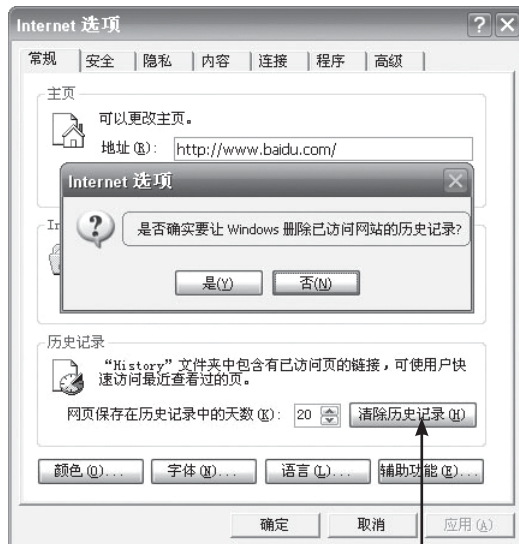 Internet 选项
常规 安全 隐私 内容 连接 程序 高级
主页
可以更改主页。
地址(R): http://www.baidu.com/
Internet 选项
In
是否确实要让 Windows 删除已访问网站的历史记录?
是(Y) 否(N)
历史记录
“History”文件夹中包含有已访问页的链接，可使用户快
速访问最近查看过的页。
网页保存在历史记录中的天数(K): 20 清除历史记录(H)
颜色(O)... 字体(N)... 语言(L)... 辅助功能(E)...
确定 取消 应用(A)